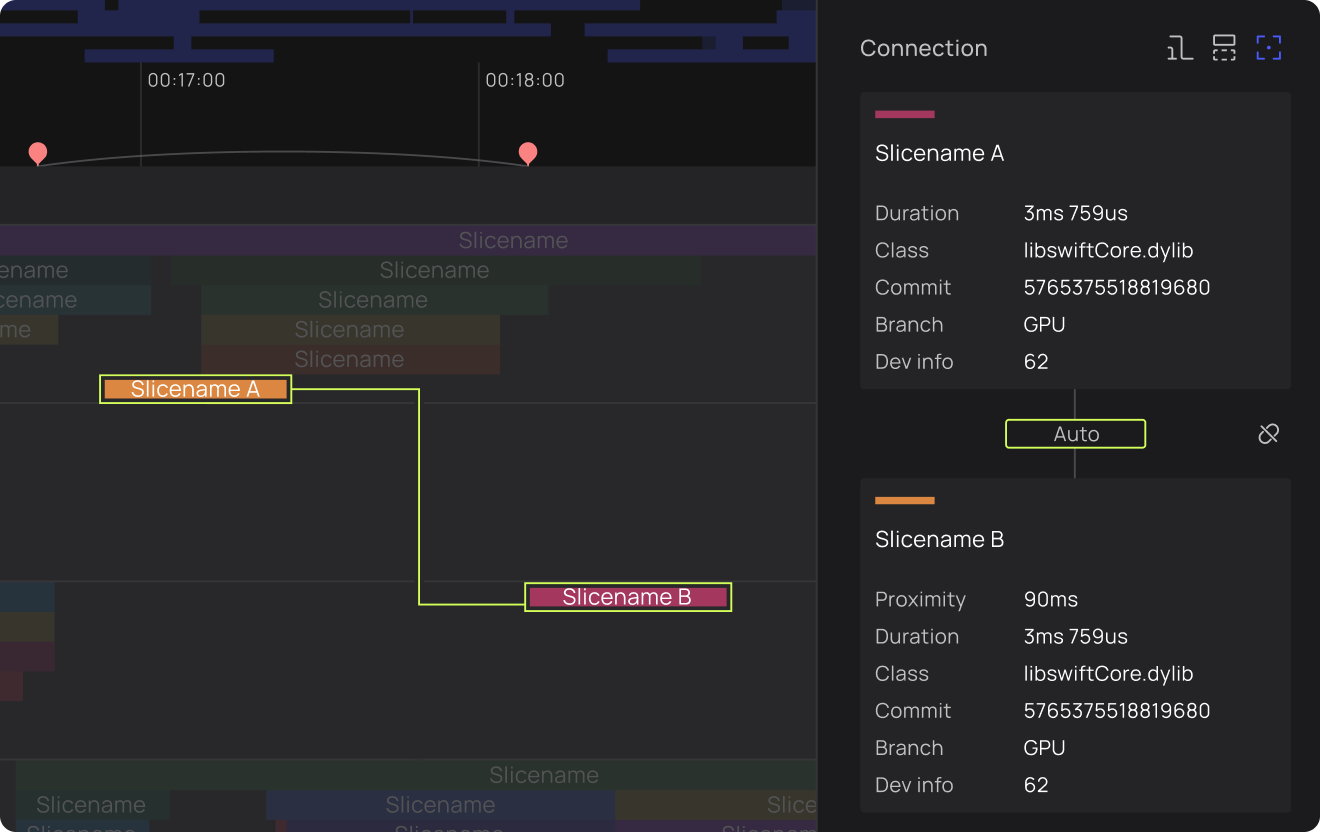 00:17:00
00:18:00
Slicename
ename
Slicename
cename
Slicename
me
Slicename
Slicename
Slicename A
Slicename B
Slicename
Slicename
Slicename
Slice
Slicename
Slicename
Slicenam
Connection
Slicename A
Duration 3ms 759us
Class libswiftCore.dylib
Commit 5765375518819680
Branch GPU
Dev info 62
Auto
Slicename B
Proximity 90ms
Duration 3ms 759us
Class libswiftCore.dylib
Commit 5765375518819680
Branch GPU
Dev info 62